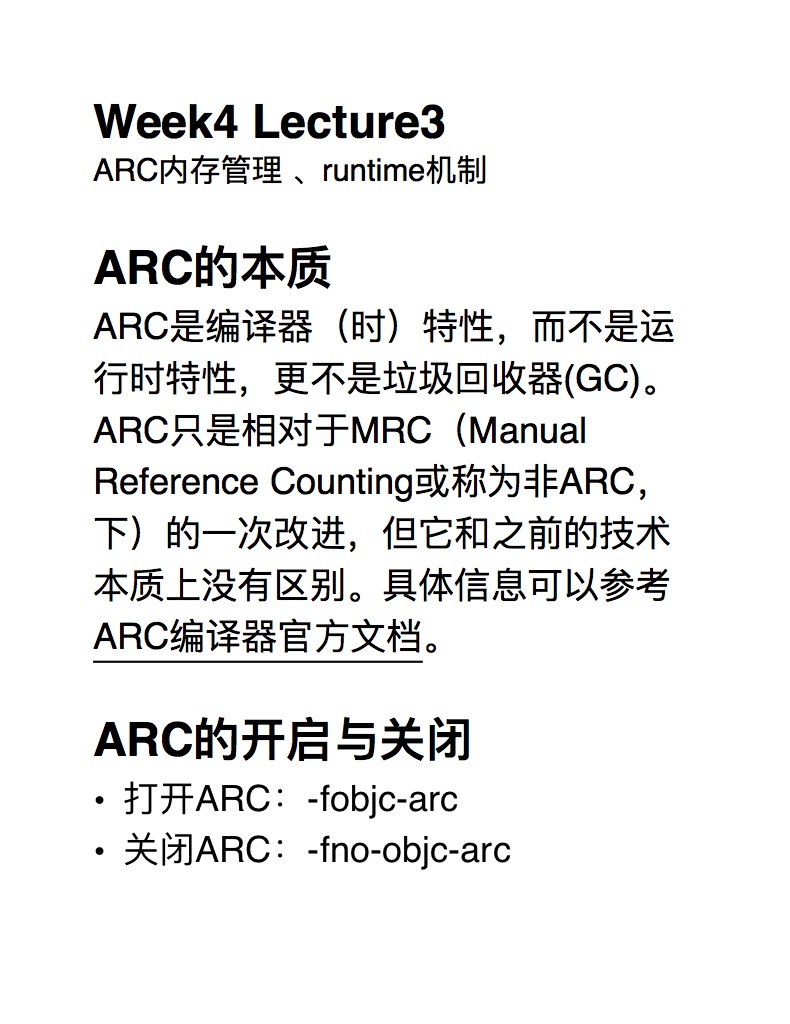 Week4 Lecture3
ARC内存管理 、runtime机制
ARC的本质
ARC是编译器（时）特性，而不是运
行时特性，更不是垃圾回收器(GC)。
ARC只是相对于MRC（Manual
Reference Counting或称为非ARC，
下）的一次改进，但它和之前的技术
本质上没有区别。具体信息可以参考
ARC编译器官方文档。
ARC的开启与关闭
• 打开ARC：-fobjc-arc
• 关闭ARC：-fno-objc-arc